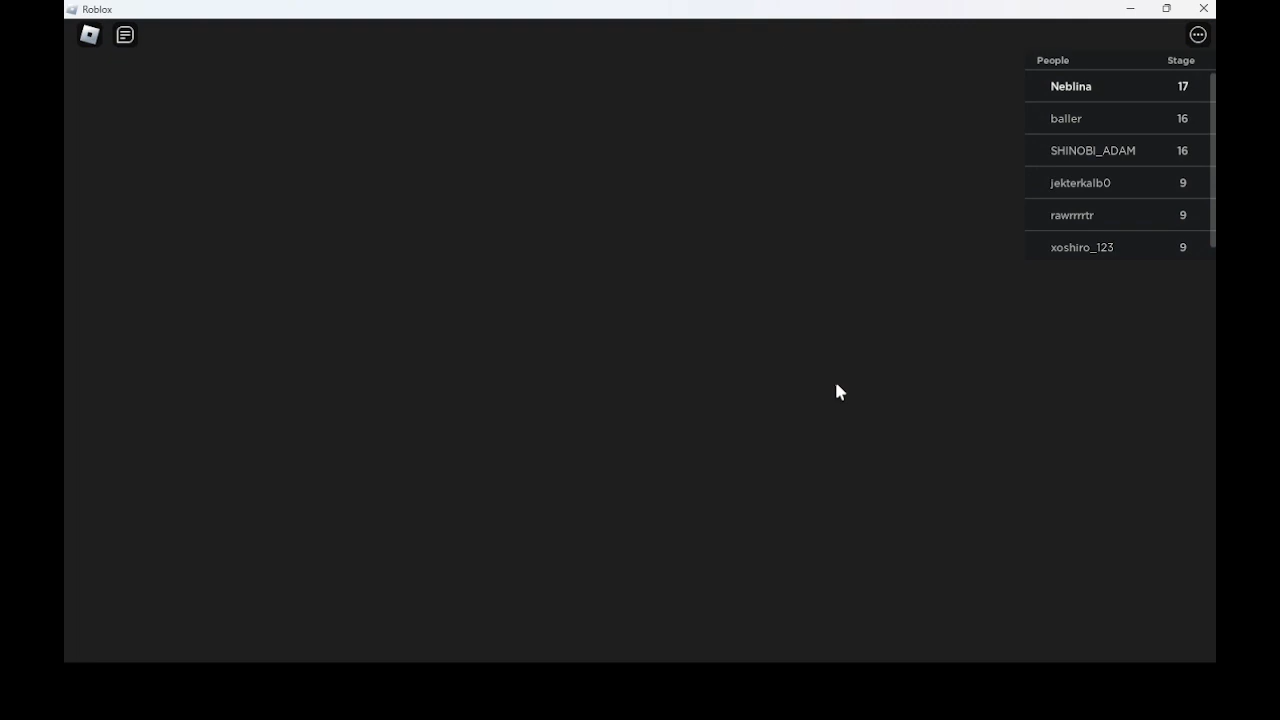 Roblox
People Stage
Neblina 17
baller 16
SHINOBI_ADAM 16
jekterkalb0 9
rawrrrrtr 9
xoshiro_123 9